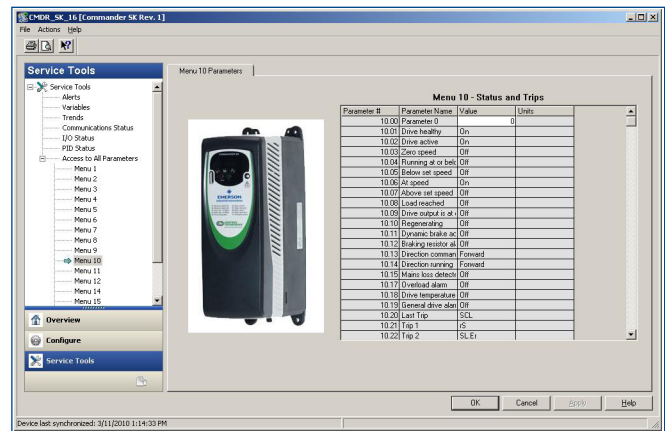 CMDR_SK_16 [Commander SK Rev. 1]
File Actions Help
Service Tools
Service Tools
Alerts
Variables
Trends
Communications Status
I/O Status
PID Status
Access to All Parameters
Menu 1
Menu 2
Menu 3
Menu 4
Menu 5
Menu 6
Menu 7
Menu 8
Menu 9
Menu 10
Menu 11
Menu 12
Menu 14
Menu 15
Overview
Configure
Service Tools
Menu 10 Parameters
EMERSON
Menu 10 - Status and Trips
Parameter # Parameter Name Value Units
10.00 Parameter 0 0
10.01 Drive healthy On
10.02 Drive active On
10.03 Zero speed Off
10.04 Running at or belo Off
10.05 Below set speed Off
10.06 At speed On
10.07 Above set speed Off
10.08 Load reached Off
10.09 Drive output is at Off
10.10 Regenerating Off
10.11 Dynamic brake ac Off
10.12 Braking resistor al Off
10.13 Direction comman Forward
10.14 Direction running Forward
10.15 Mains loss detect Off
10.17 Overload alarm Off
10.18 Drive temperature Off
10.19 General drive alar Off
10.20 Last Trip SCL
10.21 Trip 1 rS
10.22 Trip 2 SL.Er
OK Cancel Apply Help
Device last synchronized: 3/11/2010 1:14:33 PM